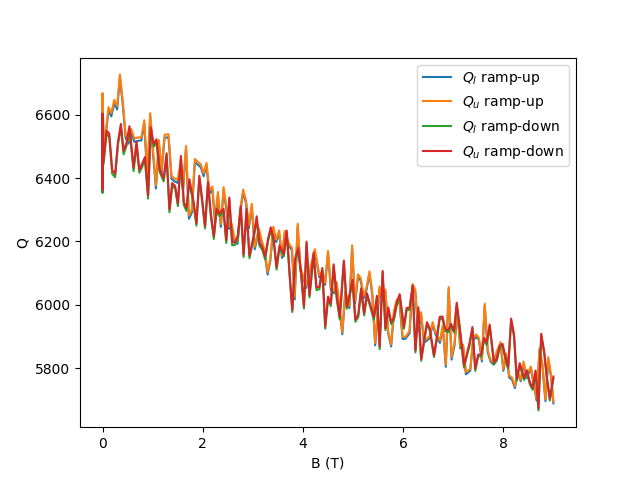 Q_l ramp-up
Q_u ramp-up
Q_l ramp-down
Q_u ramp-down
6600
6400
6200
6000
5800
Q
0 2 4 6 8
B (T)